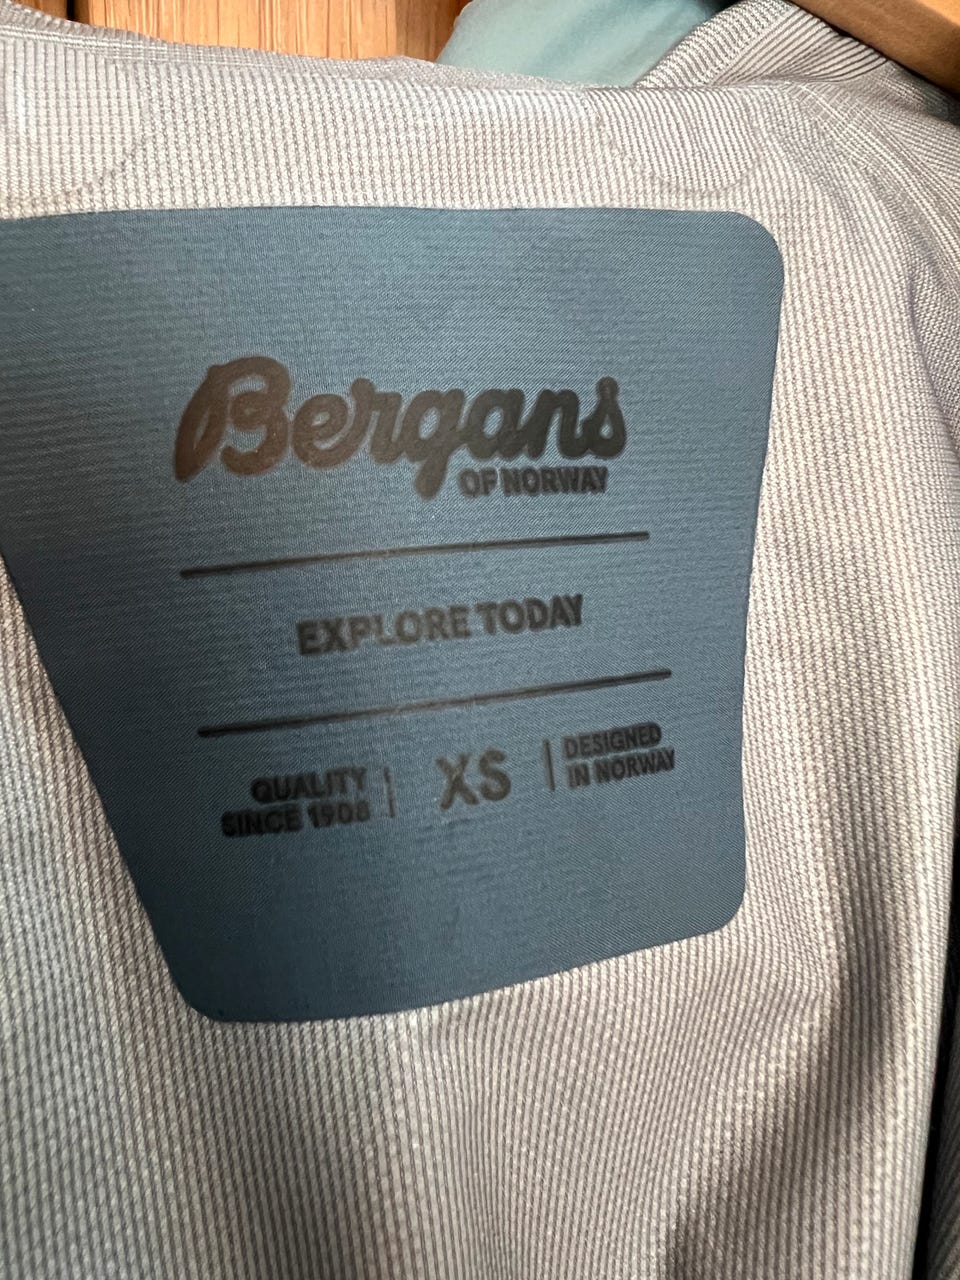 Bergans
OF NORWAY
EXPLORE TODAY
QUALITY
SINCE 1908
XS
DESIGNED
IN NORWAY